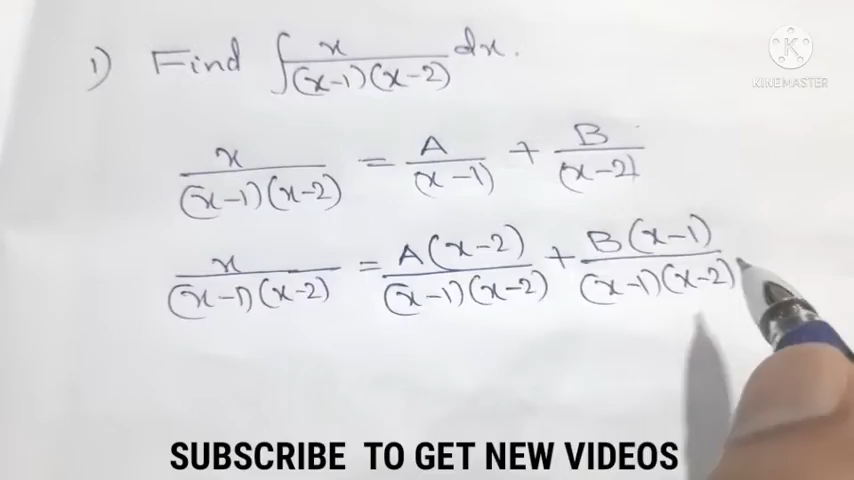 1) Find ∫ x/((x-1)(x-2)) dx.
KINEMASTER
x/((x-1)(x-2)) = A/(x-1) + B/(x-2)
x/((x-1)(x-2)) = A(x-2)/((x-1)(x-2)) + B(x-1)/((x-1)(x-2))
SUBSCRIBE TO GET NEW VIDEOS